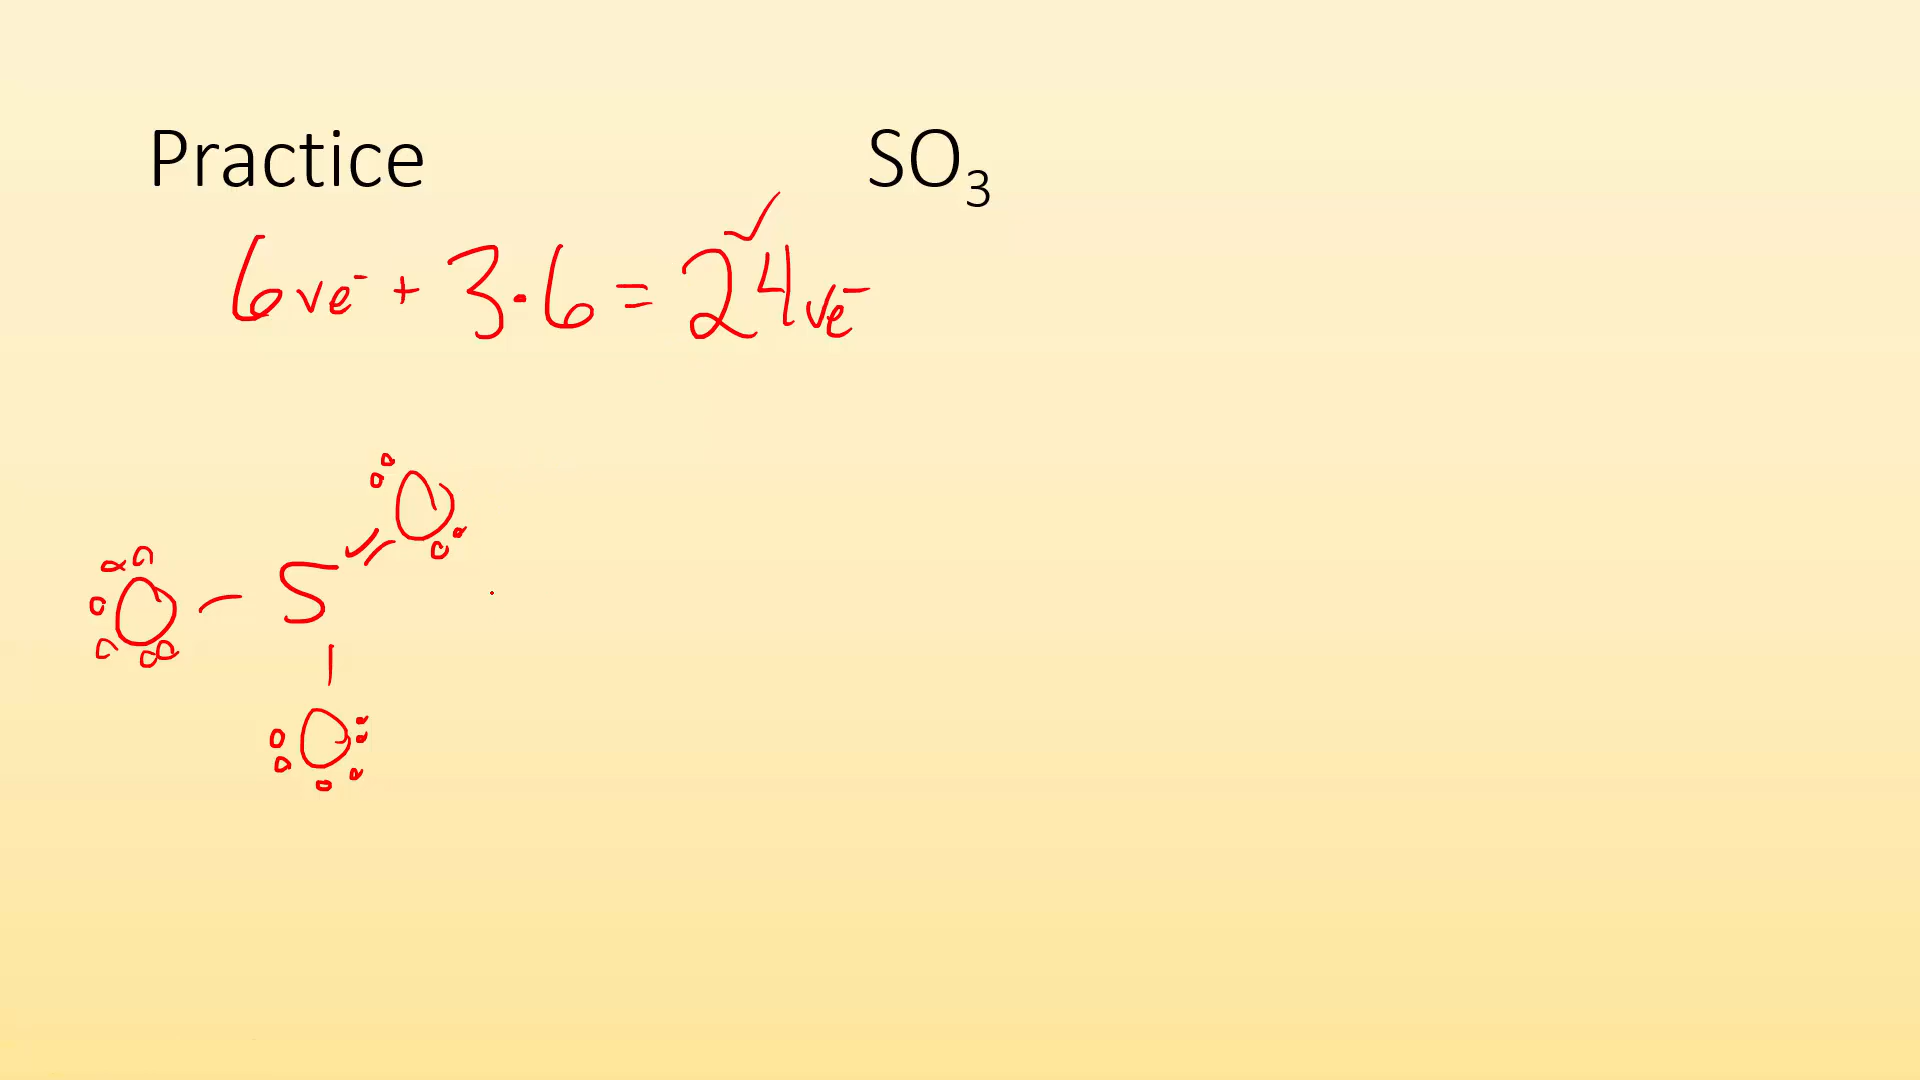 Practice SO₃
6ve⁻ + 3·6 = 24ve⁻
O
O – S
O